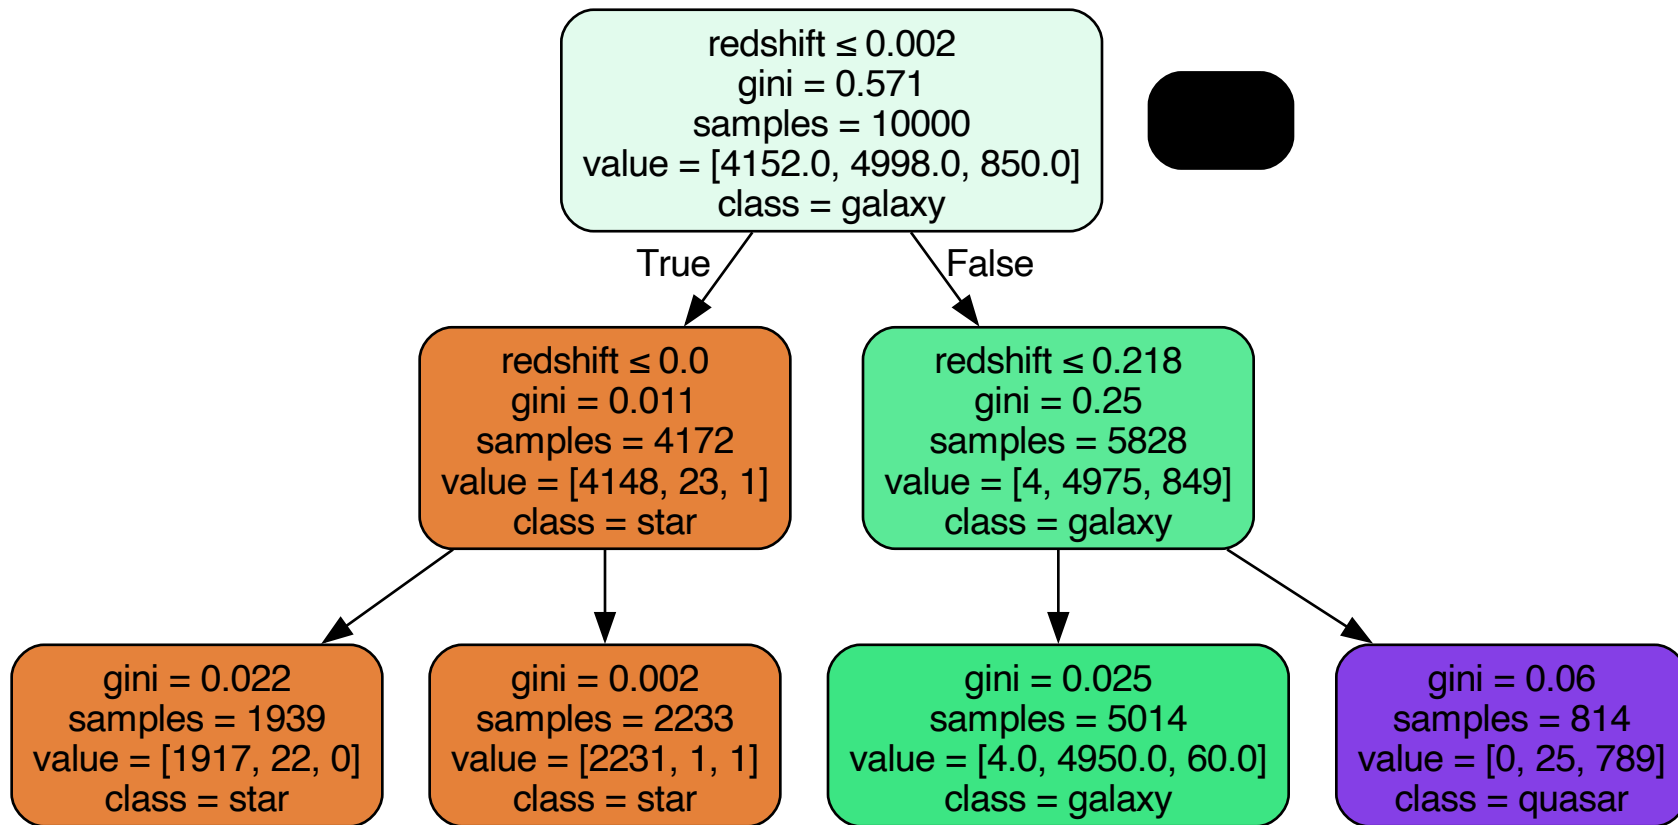 redshift ≤ 0.002
gini = 0.571
samples = 10000
value = [4152.0, 4998.0, 850.0]
class = galaxy
True
False
redshift ≤ 0.0
gini = 0.011
samples = 4172
value = [4148, 23, 1]
class = star
redshift ≤ 0.218
gini = 0.25
samples = 5828
value = [4, 4975, 849]
class = galaxy
gini = 0.022
samples = 1939
value = [1917, 22, 0]
class = star
gini = 0.002
samples = 2233
value = [2231, 1, 1]
class = star
gini = 0.025
samples = 5014
value = [4.0, 4950.0, 60.0]
class = galaxy
gini = 0.06
samples = 814
value = [0, 25, 789]
class = quasar